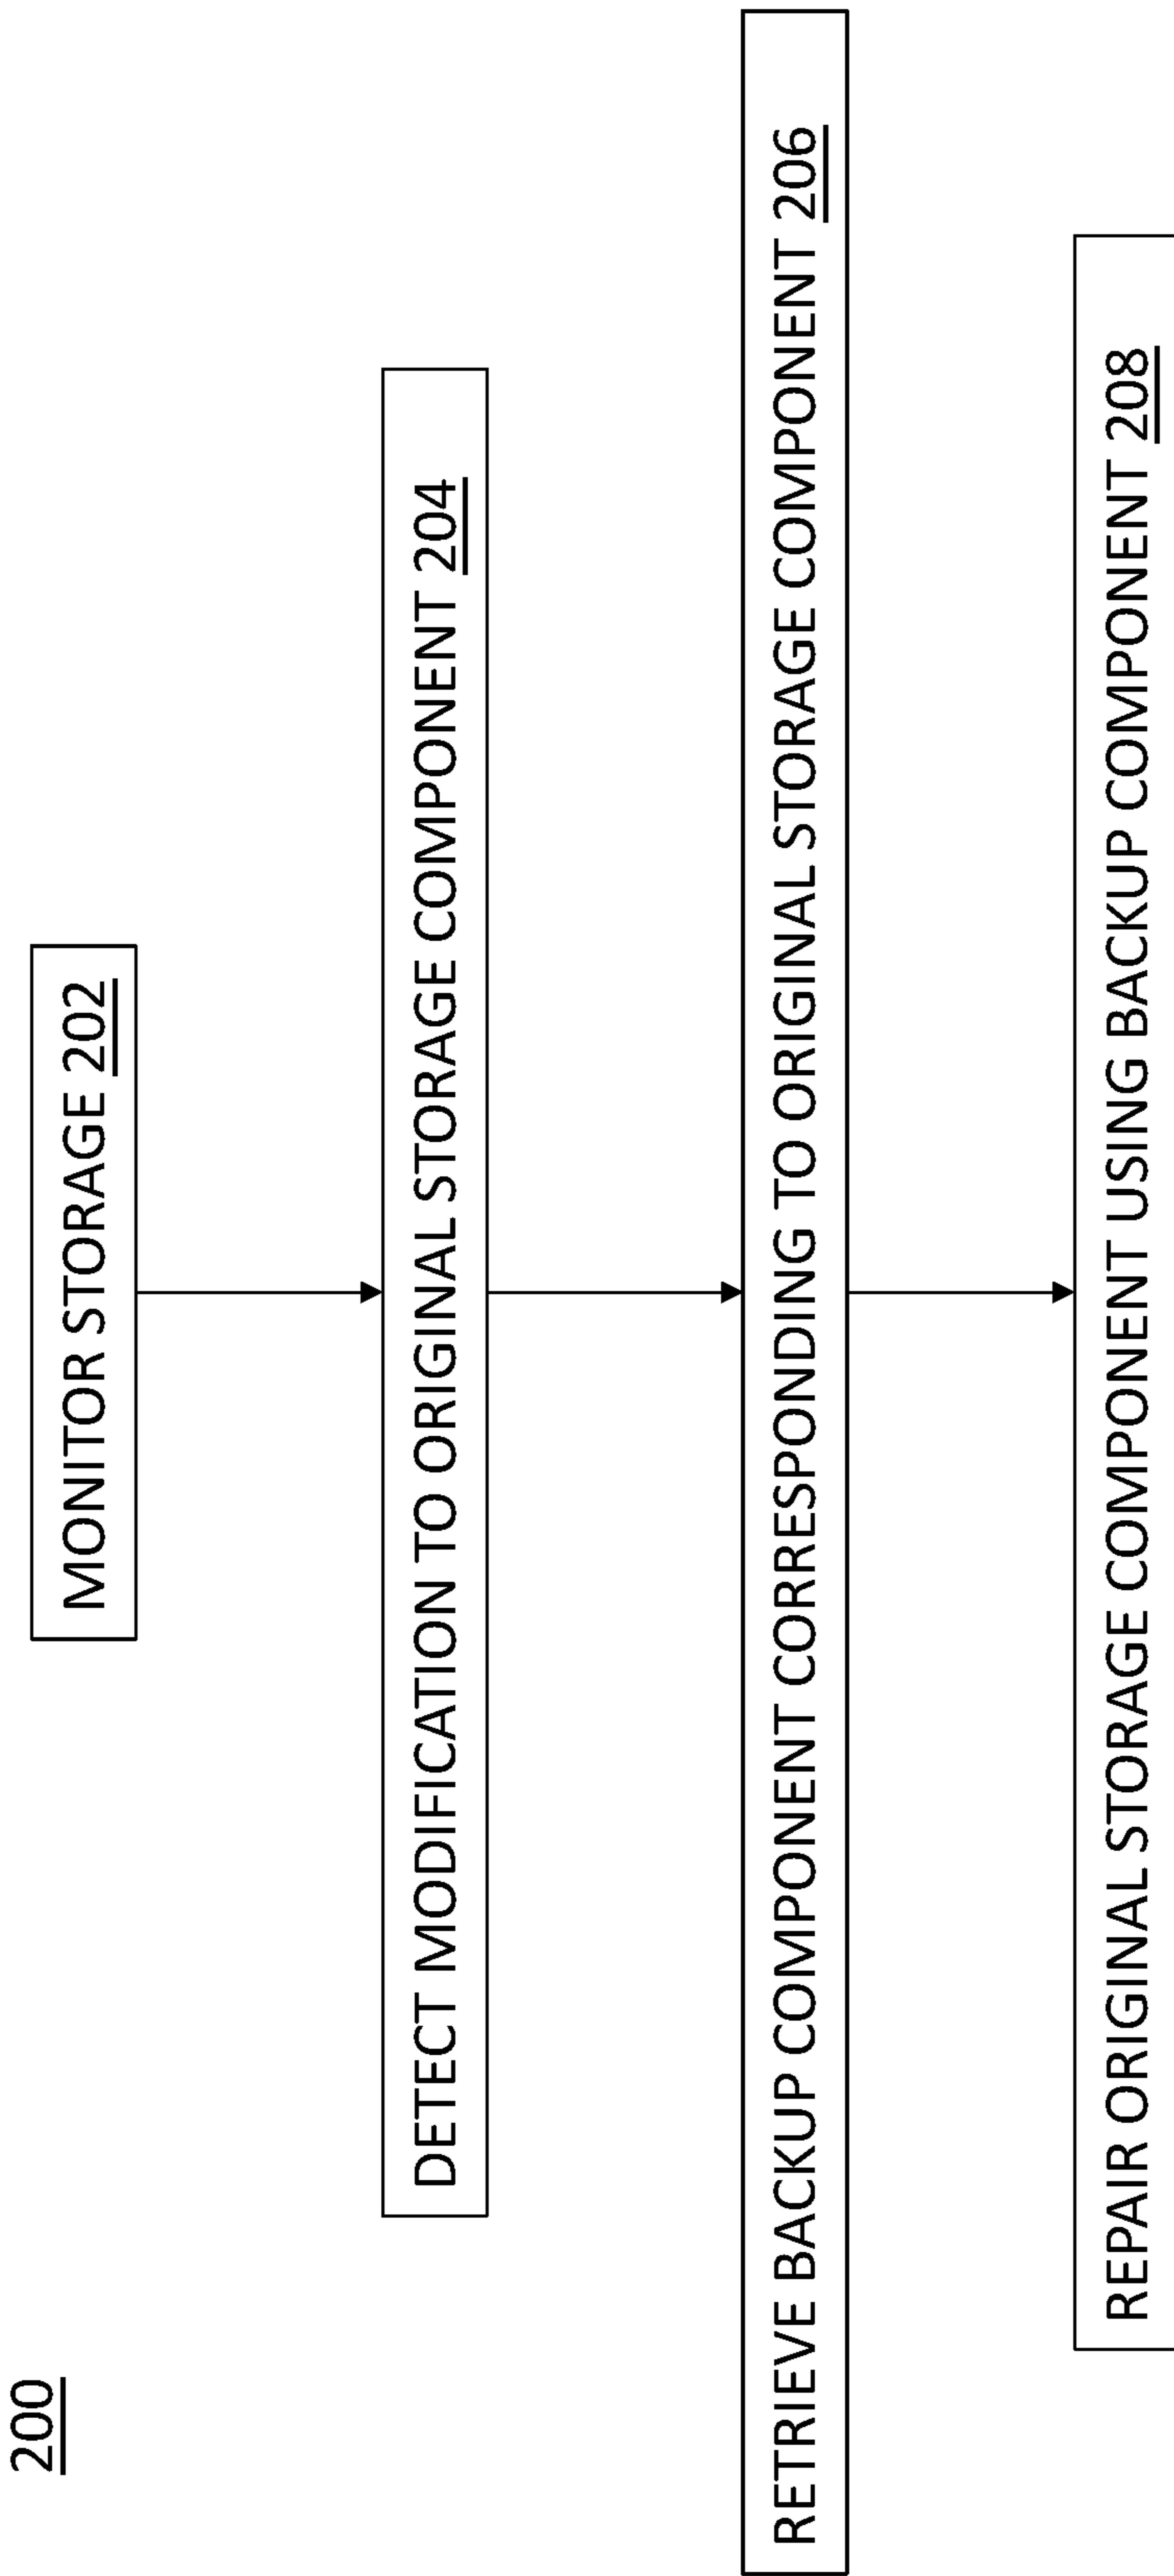 200
MONITOR STORAGE 202
DETECT MODIFICATION TO ORIGINAL STORAGE COMPONENT 204
RETRIEVE BACKUP COMPONENT CORRESPONDING TO ORIGINAL STORAGE COMPONENT 206
REPAIR ORIGINAL STORAGE COMPONENT USING BACKUP COMPONENT 208